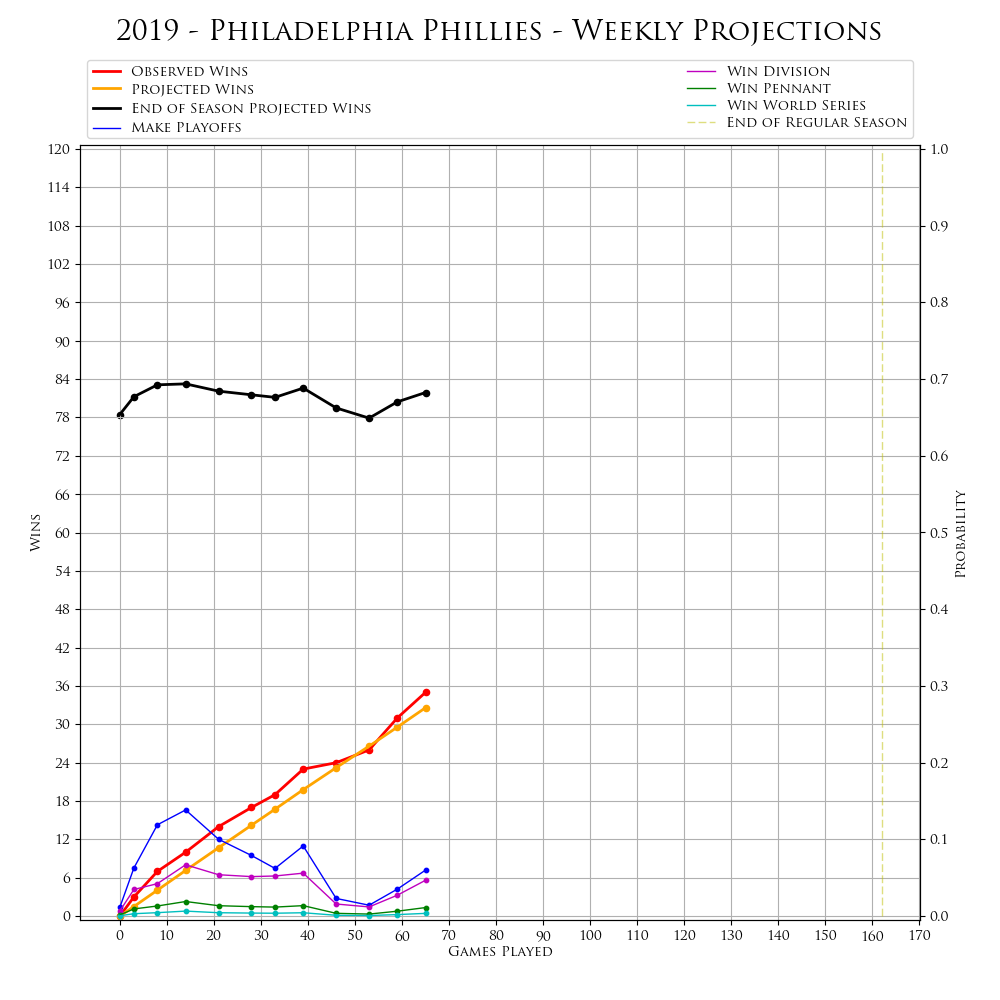 2019 - Philadelphia Phillies - Weekly Projections
Observed Wins
Projected Wins
End of Season Projected Wins
Make Playoffs
Win Division
Win Pennant
Win World Series
End of Regular Season
120
114
108
102
96
90
84
78
72
66
60
54
48
42
36
30
24
18
12
6
0
Wins
1.0
0.9
0.8
0.7
0.6
0.5
0.4
0.3
0.2
0.1
0.0
Probability
0 10 20 30 40 50 60 70 80 90 100 110 120 130 140 150 160 170
Games Played